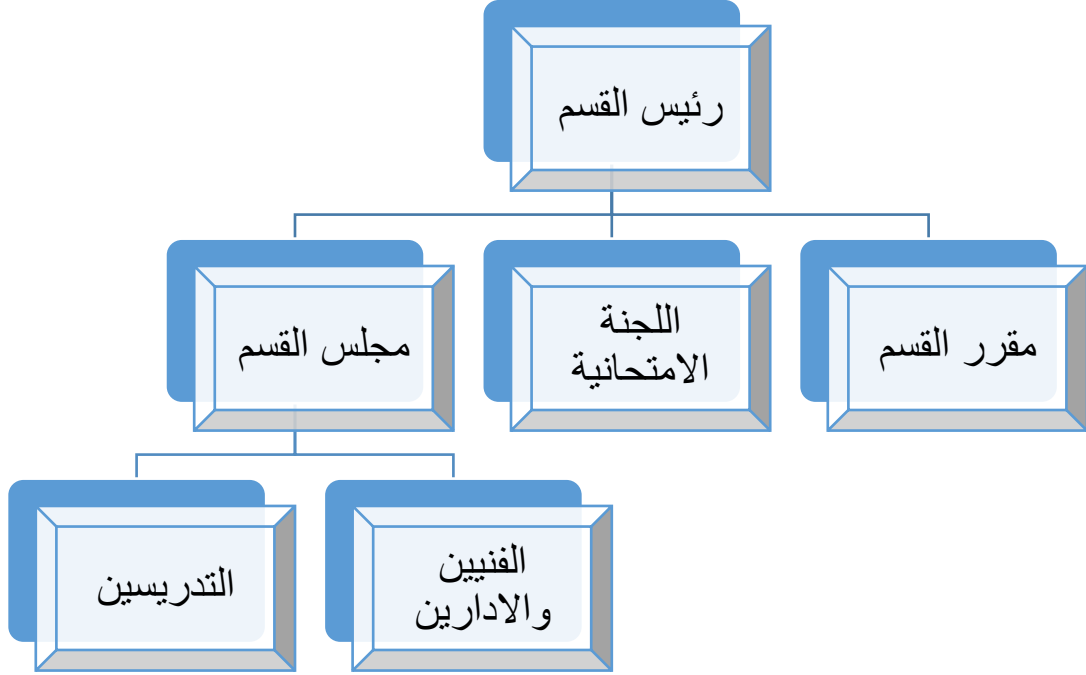 رئيس القسم
مقرر القسم
اللجنة
الامتحانية
مجلس القسم
الفنيين
والادارين
التدريسين